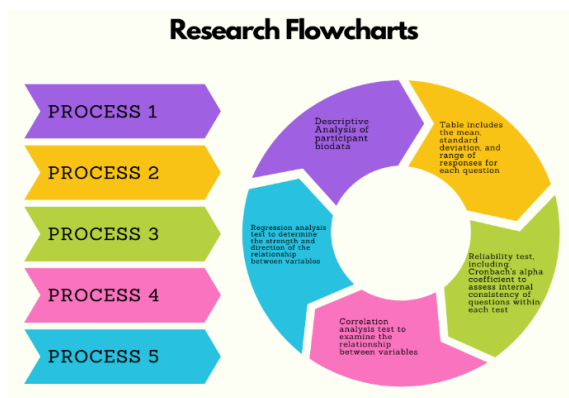 Research Flowcharts
PROCESS 1
PROCESS 2
PROCESS 3
PROCESS 4
PROCESS 5
Descriptive
Analysis of
participant
biodata
Table includes
the mean,
standard
deviation, and
range of
responses for
each question
Reliability test,
including
Cronbach's alpha
coefficient to
assess internal
consistency of
questions within
each test
Correlation
analysis test to
examine the
relationship
between variables
Regression analysis
test to determine
the strength and
direction of the
relationship
between variables